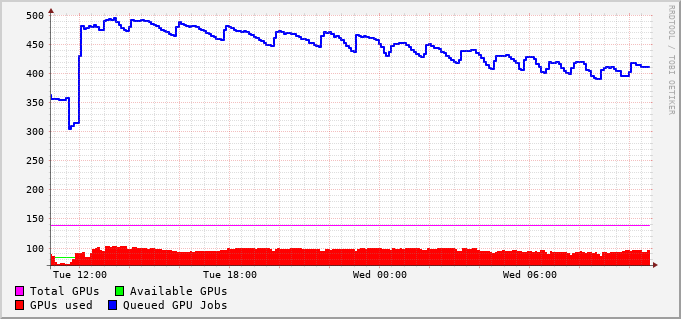 500
450
400
350
300
250
200
150
100
Tue 12:00 Tue 18:00 Wed 00:00 Wed 06:00
Total GPUs Available GPUs
GPUs used Queued GPU Jobs
RRDTOOL / TOBI OETIKER